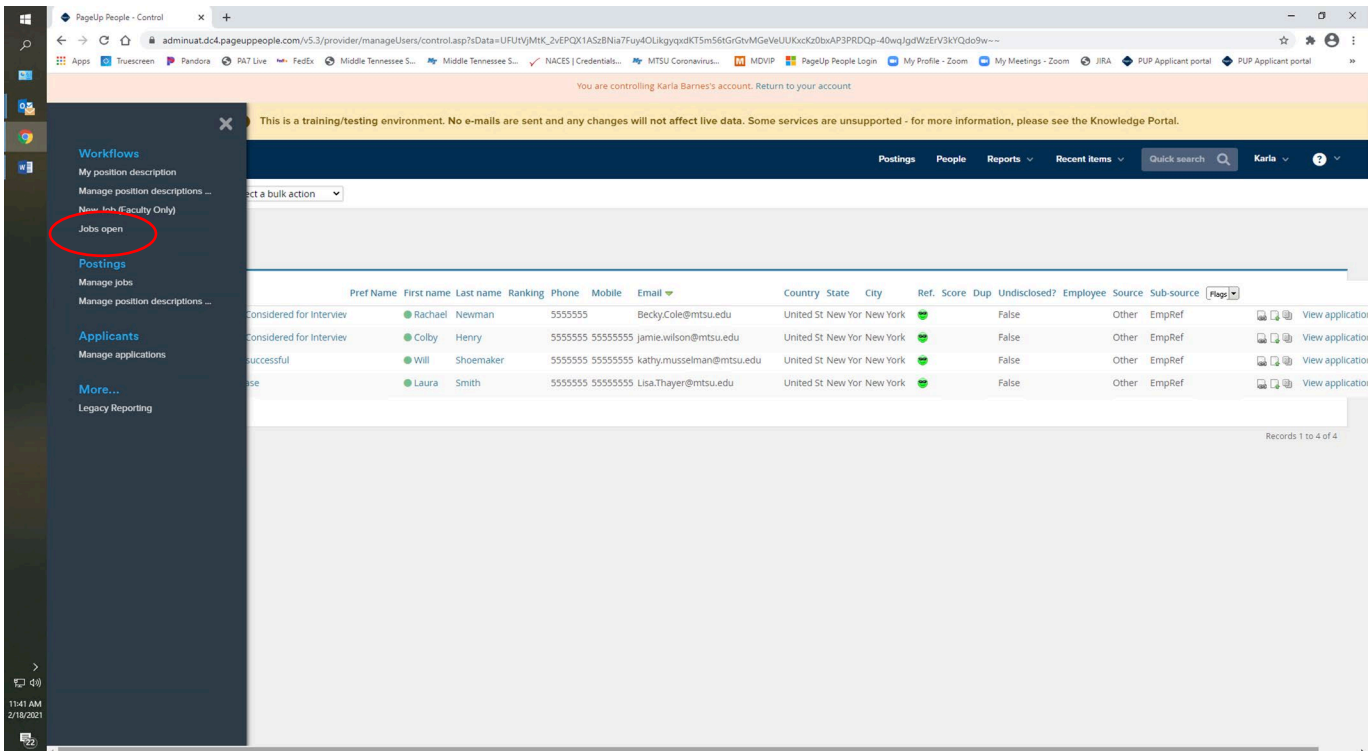 PageUp People - Control
adminuat.dc4.pageuppeople.com/v5.3/provider/manageUsers/control.asp?sData=UFUtVjMtK_2vEPQX1ASzBNia7Fuy4OLikgyqxdKT5m56tGrGtvMGeVeUUKxcKz0bxAP3PRDQp-40wqJgdWzErV3kYQdo9w~~
Apps Truescreen Pandora PA7 Live FedEx Middle Tennessee S... Middle Tennessee S... NACES | Credentials... MTSU Coronavirus... MDVIP PageUp People Login My Profile - Zoom My Meetings - Zoom JIRA PUP Applicant portal PUP Applicant portal »
You are controlling Karla Barnes's account. Return to your account
This is a training/testing environment. No e-mails are sent and any changes will not affect live data. Some services are unsupported - for more information, please see the Knowledge Portal.
Postings People Reports Recent items Quick search Karla ?
Workflows
My position description
Manage position descriptions ...
New Job (Faculty Only)
Jobs open
Postings
Manage jobs
Manage position descriptions ...
Applicants
Manage applications
More...
Legacy Reporting
ect a bulk action
Pref Name First name Last name Ranking Phone Mobile Email Country State City Ref. Score Dup Undisclosed? Employee Source Sub-source Flags
Considered for Interview Rachael Newman 5555555 Becky.Cole@mtsu.edu United St New Yor New York False Other EmpRef View applicatio
Considered for Interview Colby Henry 5555555 55555555 jamie.wilson@mtsu.edu United St New Yor New York False Other EmpRef View applicatio
successful Will Shoemaker 5555555 55555555 kathy.musselman@mtsu.edu United St New Yor New York False Other EmpRef View applicatio
ase Laura Smith 5555555 55555555 Lisa.Thayer@mtsu.edu United St New Yor New York False Other EmpRef View applicatio
Records 1 to 4 of 4
11:41 AM
2/18/2021
22